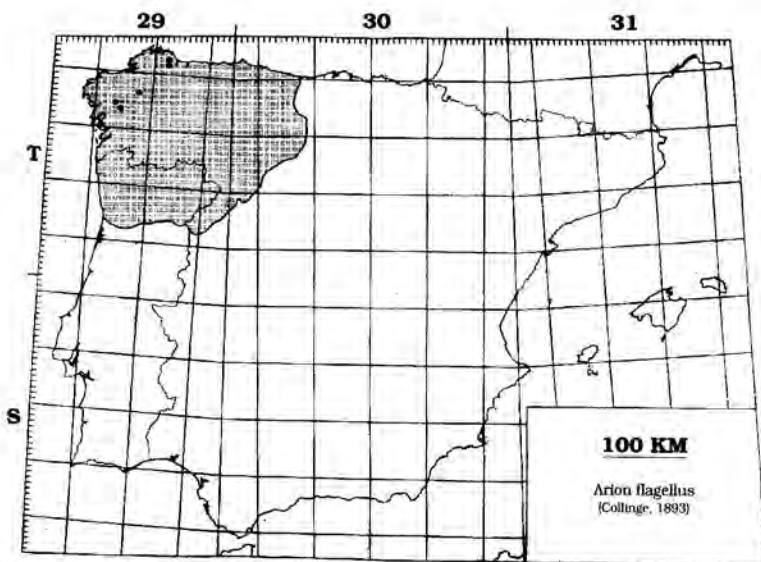 29 30 31
T
S
100 KM
Arion flagellus
(Collinge, 1893)